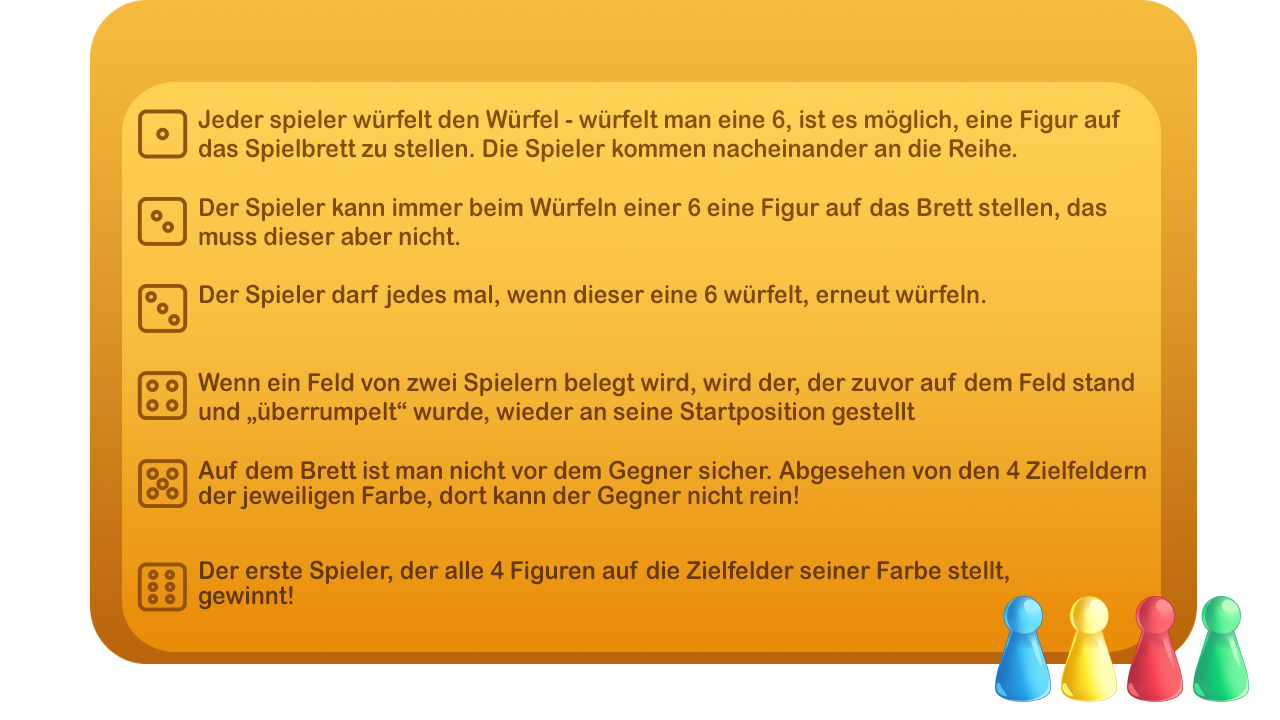 Jeder spieler würfelt den Würfel - würfelt man eine 6, ist es möglich, eine Figur auf
das Spielbrett zu stellen. Die Spieler kommen nacheinander an die Reihe.
Der Spieler kann immer beim Würfeln einer 6 eine Figur auf das Brett stellen, das
muss dieser aber nicht.
Der Spieler darf jedes mal, wenn dieser eine 6 würfelt, erneut würfeln.
Wenn ein Feld von zwei Spielern belegt wird, wird der, der zuvor auf dem Feld stand
und „überrumpelt“ wurde, wieder an seine Startposition gestellt
Auf dem Brett ist man nicht vor dem Gegner sicher. Abgesehen von den 4 Zielfeldern
der jeweiligen Farbe, dort kann der Gegner nicht rein!
Der erste Spieler, der alle 4 Figuren auf die Zielfelder seiner Farbe stellt,
gewinnt!